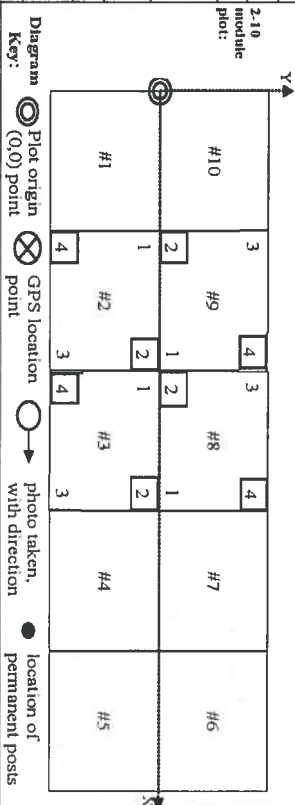 Y
2-10
module
plot:
#10 #9 #8 #7 #6
3 4 3 4
2 1 2 1
1 2 1 2
#1 #2 #3 #4 #5
4 3 4 3
Diagram
Key:
Plot origin
(0,0) point
GPS location
point
photo taken,
with direction
location of
permanent posts